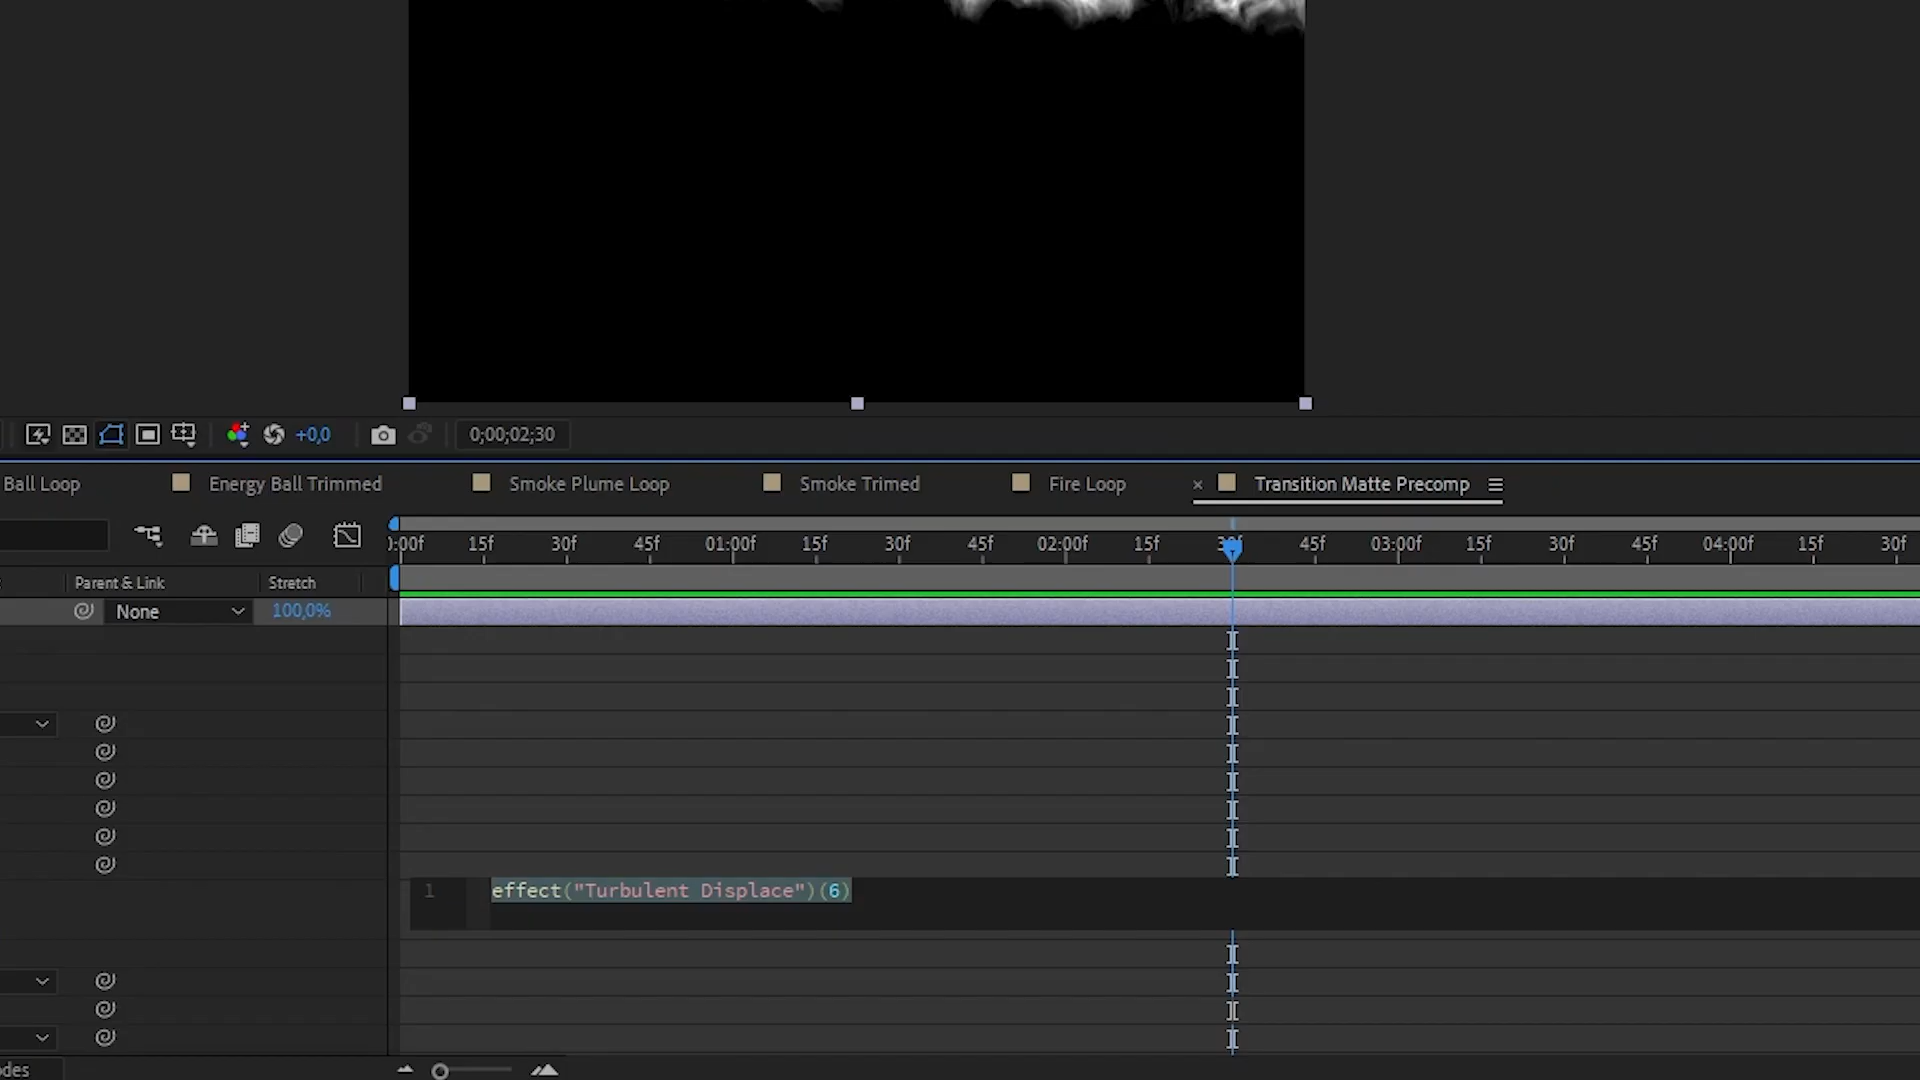 +0,0
0;00;02;30
Ball Loop
Energy Ball Trimmed
Smoke Plume Loop
Smoke Trimed
Fire Loop
× Transition Matte Precomp
:00f 15f 30f 45f 01:00f 15f 30f 45f 02:00f 15f 30f 45f 03:00f 15f 30f 45f 04:00f 15f 30f
Parent & Link
Stretch
None
100,0%
1 effect("Turbulent Displace")(6)
odes